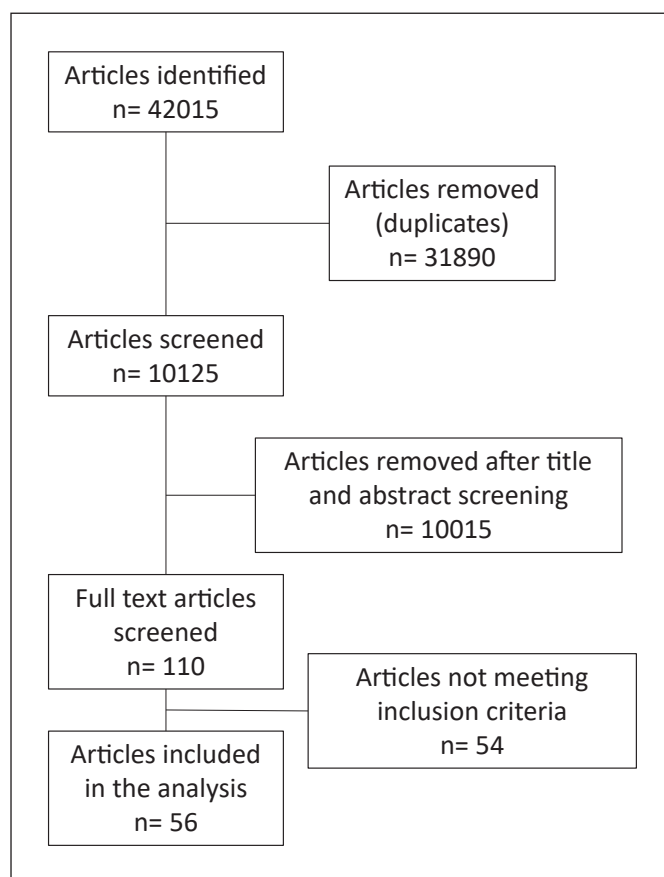 Articles identified
n= 42015
Articles removed
(duplicates)
n= 31890
Articles screened
n= 10125
Articles removed after title
and abstract screening
n= 10015
Full text articles
screened
n= 110
Articles not meeting
inclusion criteria
n= 54
Articles included
in the analysis
n= 56